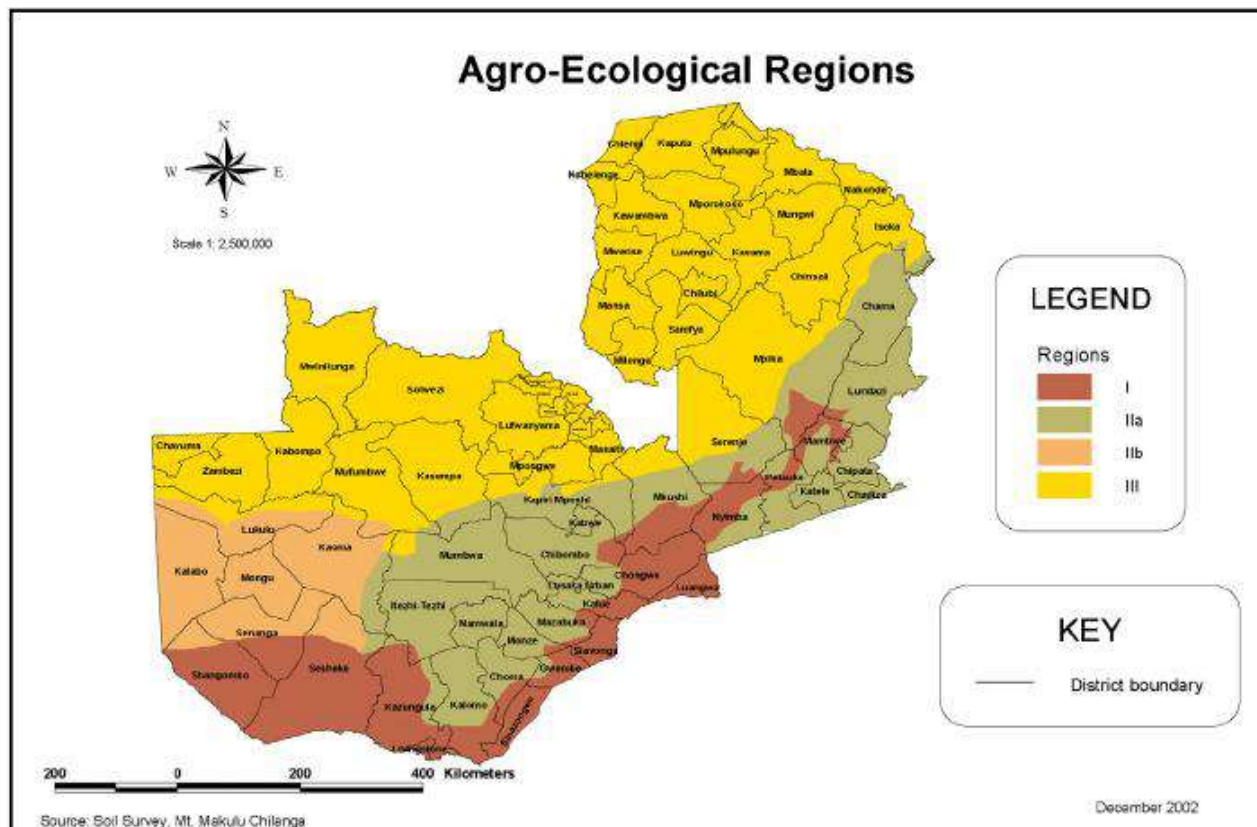 Agro-Ecological Regions
N
W
E
S
Scale 1: 2,500,000
Kaputa
Mpulungu
Mbala
Nakonde
Mporokoso
Mungwi
Isoka
Kawambwa
Mwense
Luwingu
Kasama
Chinsali
Chilubi
Mansa
Samfya
Chama
Milenge
Mpika
Mwinilunga
Solwezi
Lundazi
Lufwanyama
Serenje
Mambwe
Chavuma
Kabompo
Masaiti
Zambezi
Mufumbwe
Kasempa
Mpongwe
Chipata
Petauke
Katete
Chadiza
Kapiri Mposhi
Mkushi
Nyimba
Lukulu
Kabwe
Kaoma
Mumbwa
Chibombo
Kalabo
Mongu
Chongwe
Lusaka Urban
Luangwa
Itezhi-Tezhi
Kafue
Namwala
Mazabuka
Senanga
Monze
Siavonga
Shangombo
Sesheke
Choma
Gwembe
Kazungula
Kalomo
Sinazongwe
Livingstone
LEGEND
Regions
I
IIa
IIb
III
KEY
District boundary
200 0 200 400 Kilometers
Source: Soil Survey, Mt. Makulu Chilanga
December 2002